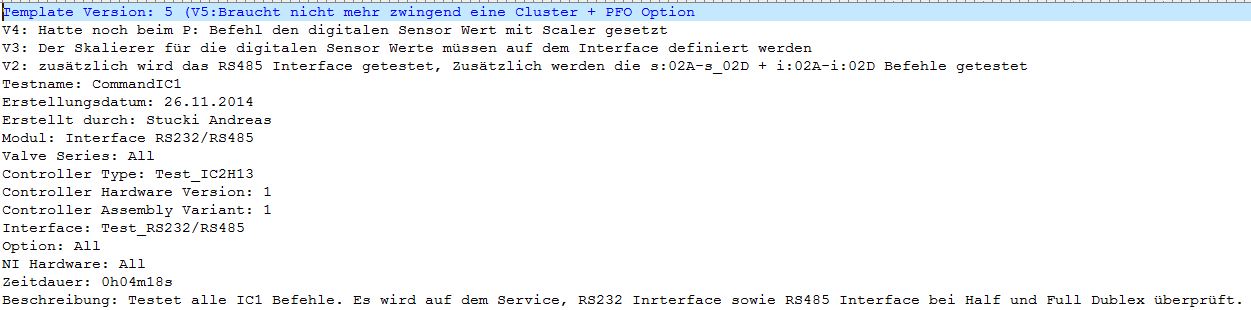 Template Version: 5 (V5:Braucht nicht mehr zwingend eine Cluster + PFO Option
V4: Hatte noch beim P: Befehl den digitalen Sensor Wert mit Scaler gesetzt
V3: Der Skalierer für die digitalen Sensor Werte müssen auf dem Interface definiert werden
V2: zusätzlich wird das RS485 Interface getestet, Zusätzlich werden die s:02A-s_02D + i:02A-i:02D Befehle getestet
Testname: CommandIC1
Erstellungsdatum: 26.11.2014
Erstellt durch: Stucki Andreas
Modul: Interface RS232/RS485
Valve Series: All
Controller Type: Test_IC2H13
Controller Hardware Version: 1
Controller Assembly Variant: 1
Interface: Test_RS232/RS485
Option: All
NI Hardware: All
Zeitdauer: 0h04m18s
Beschreibung: Testet alle IC1 Befehle. Es wird auf dem Service, RS232 Inrterface sowie RS485 Interface bei Half und Full Dublex überprüft.